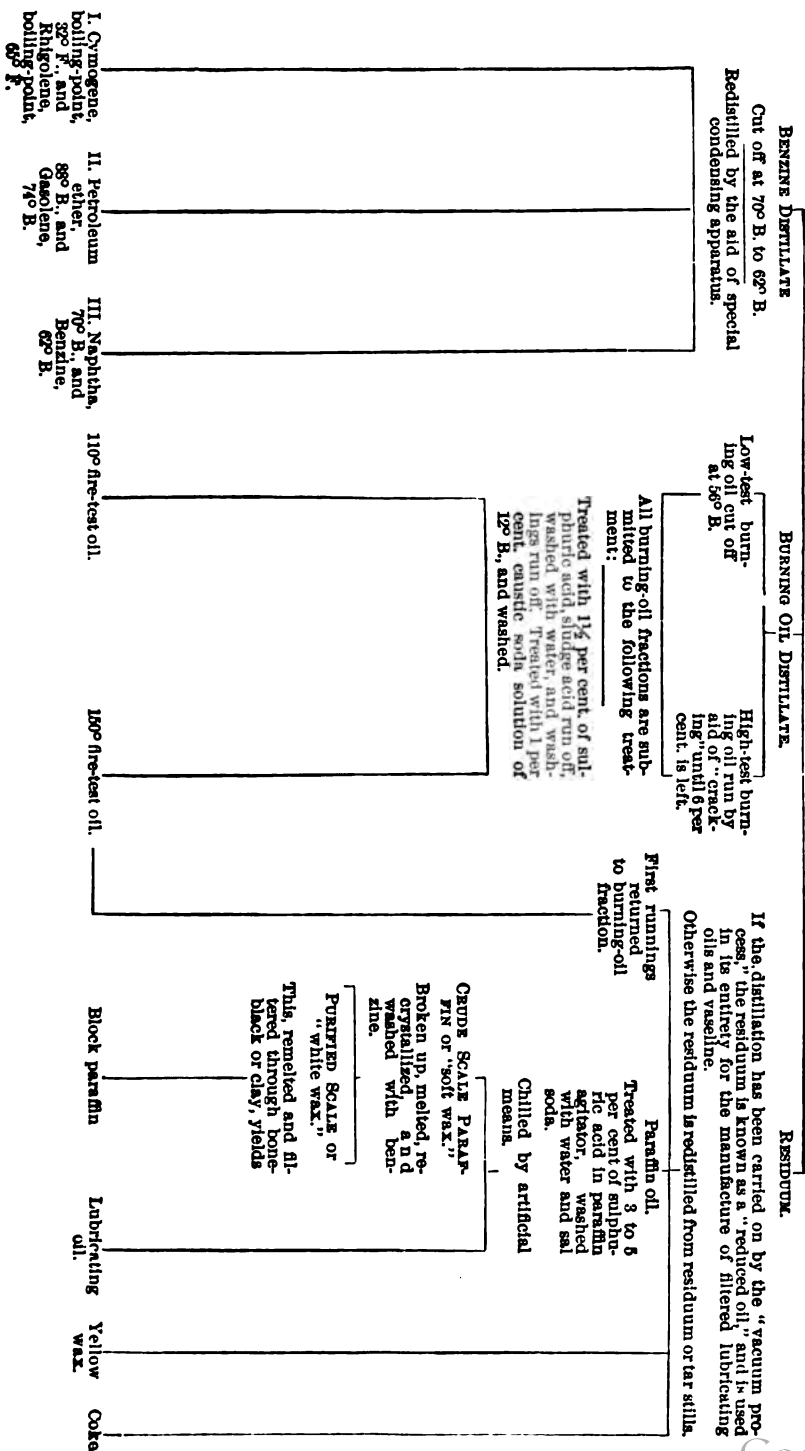 BENZINE DISTILLATE
Cut off at 70° B. to 62° B.
Redistilled by the aid of special
condensing apparatus.
I. Cymogene,
boiling-point,
32° F., and
Rhigolene,
boiling-point,
65° F.
II. Petroleum
ether,
88° B., and
Gasolene,
74° B.
III. Naphtha,
70° B., and
Benzine,
62° B.
BURNING OIL DISTILLATE.
Low-test burn-
ing oil cut off
at 56° B.
High-test burn-
ing oil run by
aid of "crack-
ing" until 6 per
cent. is left.
All burning-oil fractions are sub-
mitted to the following treat-
ment:
Treated with 1½ per cent. of sul-
phuric acid, sludge acid run off,
washed with water, and wash-
ings run off. Treated with 1 per
cent. caustic soda solution of
12° B., and washed.
110° fire-test oil.
150° fire-test oil.
RESIDUUM.
If the distillation has been carried on by the "vacuum pro-
cess," the residuum is known as a "reduced oil," and is used
in its entirety for the manufacture of filtered lubricating
oils and vaseline.
Otherwise the residuum is redistilled from residuum or tar stills.
First runnings
returned
to burning-oil
fraction.
Paraffin oil.
Treated with 3 to 5
per cent of sulphu-
ric acid in paraffin
agitator, washed
with water and sal
soda.
Chilled by artificial
means.
CRUDE SCALE PARAF-
FIN or "soft wax."
Broken up, melted, re-
crystallized, and
washed with ben-
zine.
PURIFIED SCALE or
"white wax."
This, remelted and fil-
tered through bone-
black or clay, yields
Block paraffin
Lubricating
oil.
Yellow
wax.
Coke